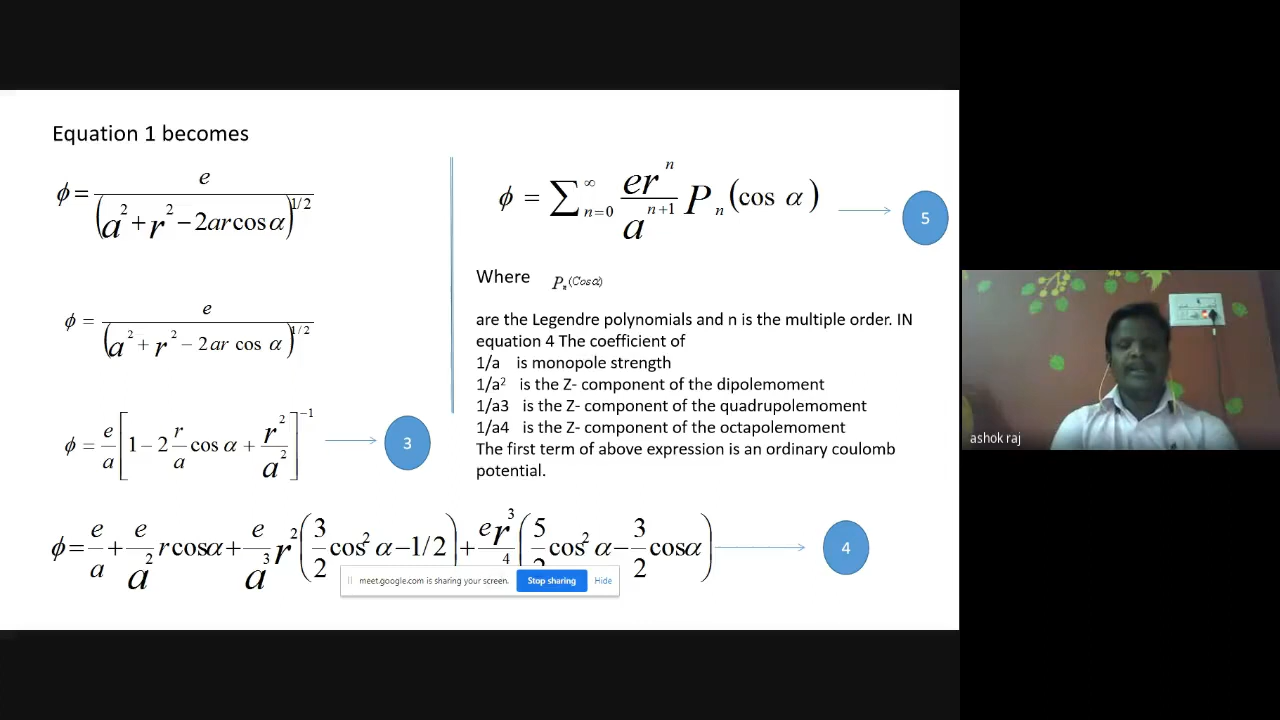 Equation 1 becomes
ϕ = e / (a² + r² − 2ar cos α)^1/2
ϕ = e / (a² + r² − 2ar cos α)^1/2
ϕ = e/a [1 − 2 r/a cos α + r²/a²]^−1
3
ϕ = ∑ n=0 ∞ er^n / a^n+1 P n (cos α)
5
Where P n (Cosα)
are the Legendre polynomials and n is the multiple order. IN
equation 4 The coefficient of
1/a is monopole strength
1/a² is the Z- component of the dipolemoment
1/a3 is the Z- component of the quadrupolemoment
1/a4 is the Z- component of the octapolemoment
The first term of above expression is an ordinary coulomb
potential.
ϕ = e/a + e/a² r cos α + e/a³ r² (3/2 cos² α − 1/2) + er³/ 4 (5/2 cos² α − 3/2 cos α)
4
meet.google.com is sharing your screen.
Stop sharing
Hide
ashok raj